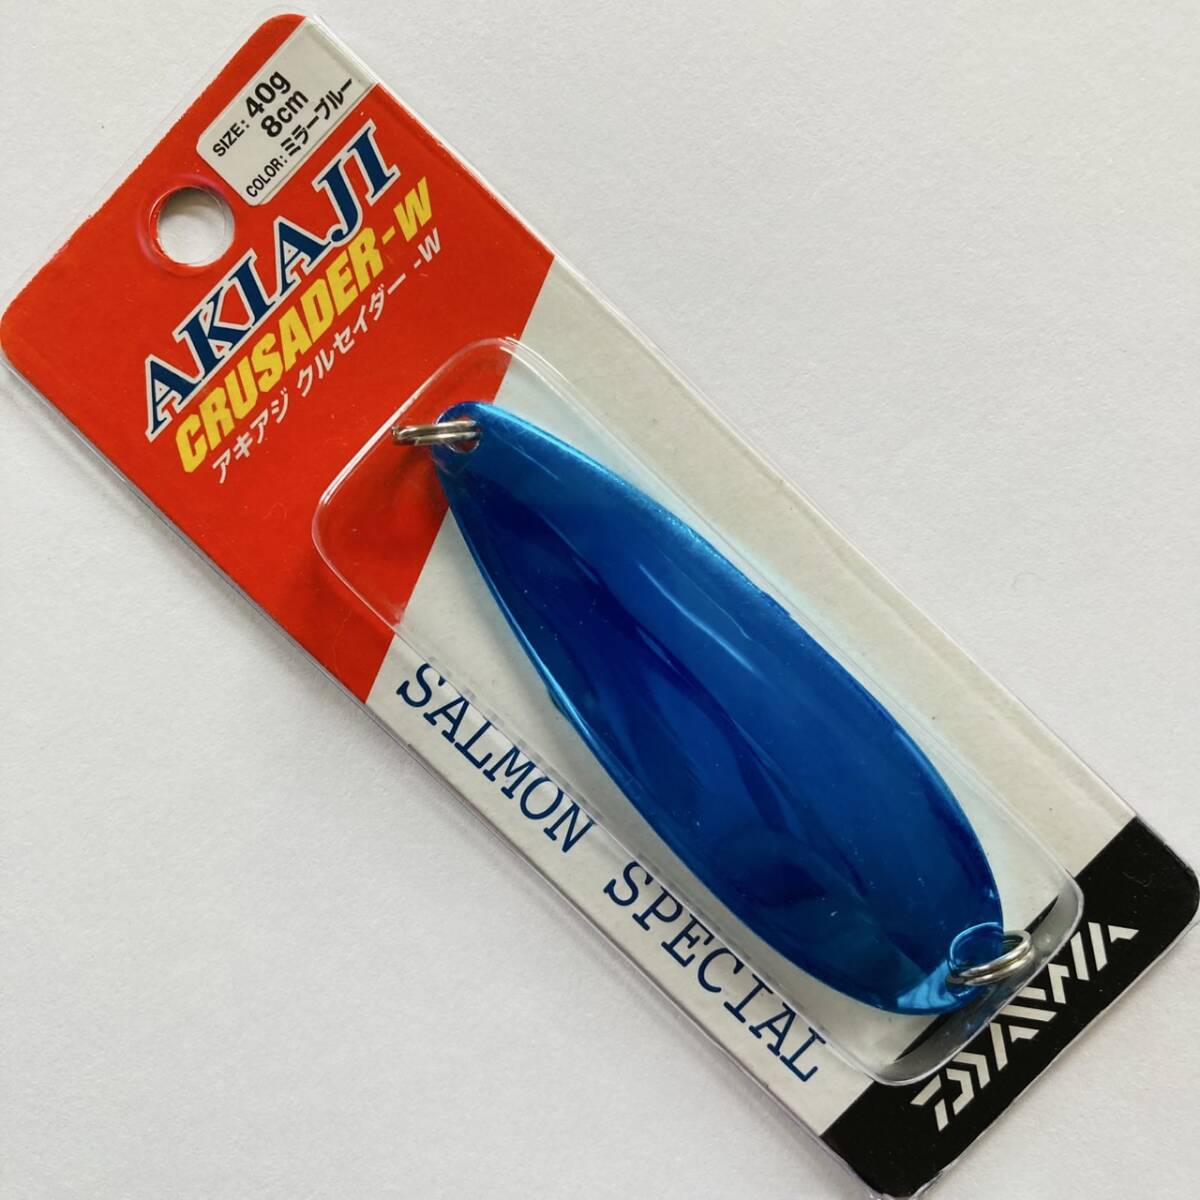 SIZE: 40g
8cm
COLOR: ミラーブルー
AKIAJI
CRUSADER-W
アキアジ クルセイダー -W
SALMON SPECIAL
DAIWA